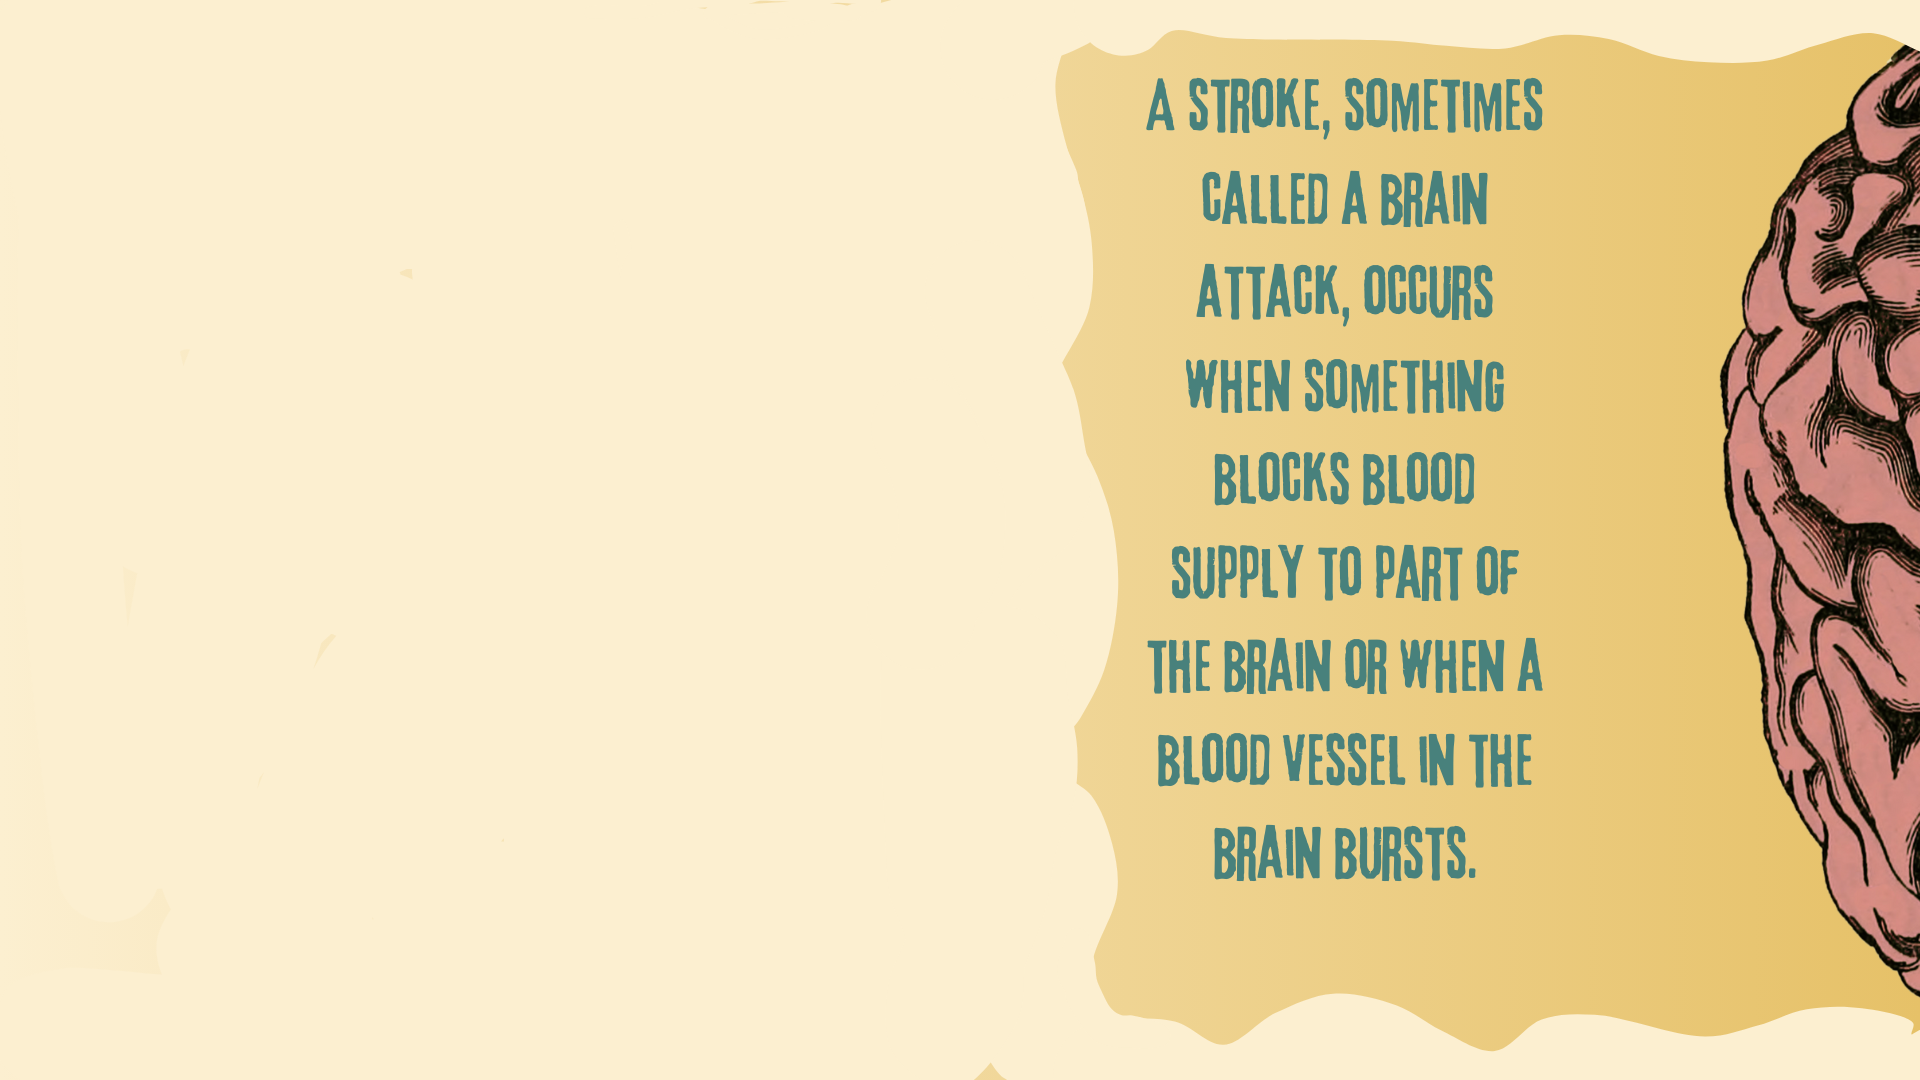 A STROKE, SOMETIMES
CALLED A BRAIN
ATTACK, OCCURS
WHEN SOMETHING
BLOCKS BLOOD
SUPPLY TO PART OF
THE BRAIN OR WHEN A
BLOOD VESSEL IN THE
BRAIN BURSTS.